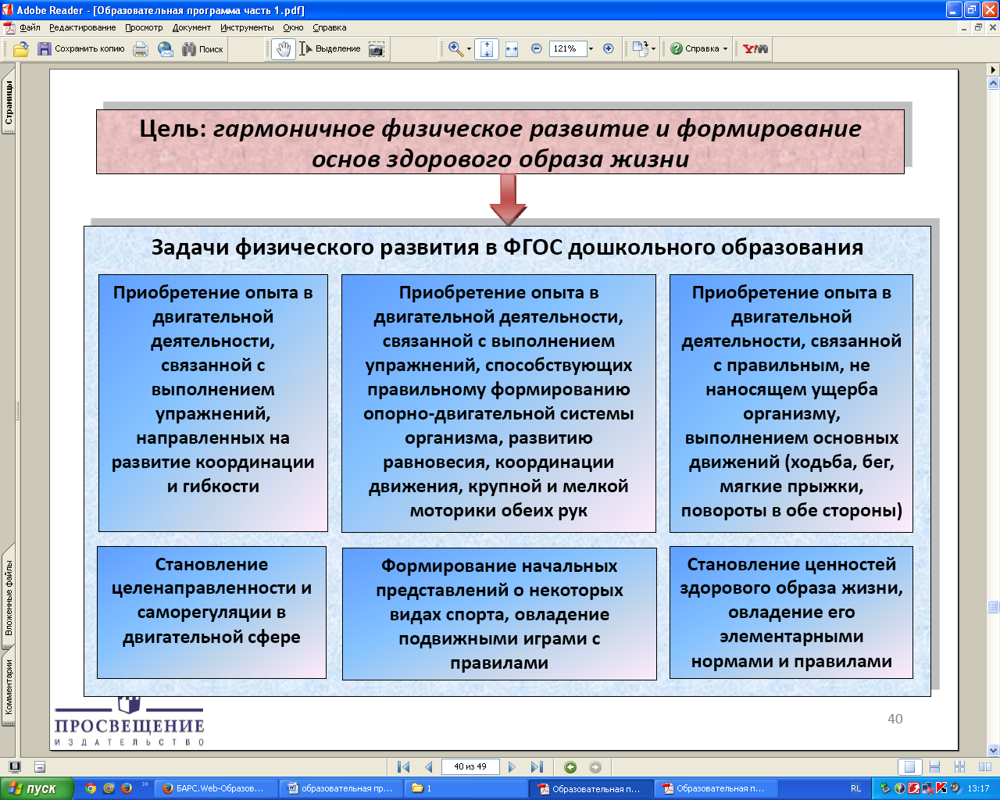 Adobe Reader - [Образовательная программа часть 1.pdf]
Файл Редактирование Просмотр Документ Инструменты Окно Справка
Сохранить копию Поиск Выделение 121% Справка Y!
Страницы
Вложенные файлы
Комментарии
Цель: гармоничное физическое развитие и формирование
основ здорового образа жизни
Задачи физического развития в ФГОС дошкольного образования
Приобретение опыта в
двигательной
деятельности,
связанной с
выполнением
упражнений,
направленных на
развитие координации
и гибкости
Приобретение опыта в
двигательной деятельности,
связанной с выполнением
упражнений, способствующих
правильному формированию
опорно-двигательной системы
организма, развитию
равновесия, координации
движения, крупной и мелкой
моторики обеих рук
Приобретение опыта в
двигательной
деятельности, связанной
с правильным, не
наносящем ущерба
организму,
выполнением основных
движений (ходьба, бег,
мягкие прыжки,
повороты в обе стороны)
Становление
целенаправленности и
саморегуляции в
двигательной сфере
Формирование начальных
представлений о некоторых
видах спорта, овладение
подвижными играми с
правилами
Становление ценностей
здорового образа жизни,
овладение его
элементарными
нормами и правилами
ПРОСВЕЩЕНИЕ
ИЗДАТЕЛЬСТВО
40
40 из 49
пуск БАРС.Web-Образов... образовательная пр... 1 Образовательная п... Образовательная п... RL 13:17